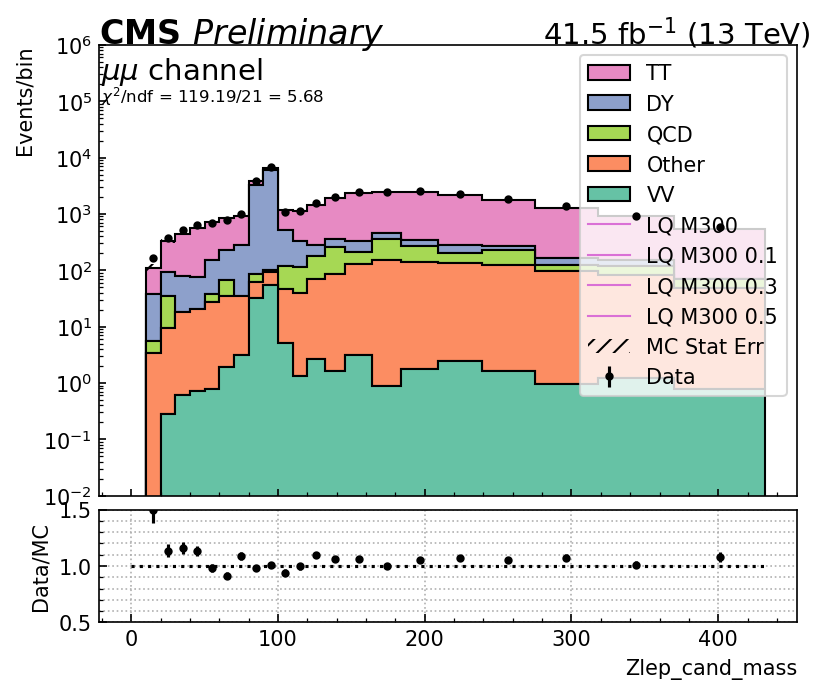 CMS Preliminary 41.5 fb⁻¹ (13 TeV)
μμ channel
χ²/ndf = 119.19/21 = 5.68
Events/bin
10⁶
10⁵
10⁴
10³
10²
10¹
10⁰
10⁻¹
10⁻²
TT
DY
QCD
Other
VV
LQ M300
LQ M300 0.1
LQ M300 0.3
LQ M300 0.5
MC Stat Err
Data
Data/MC
1.5
1.0
0.5
0 100 200 300 400
Zlep_cand_mass